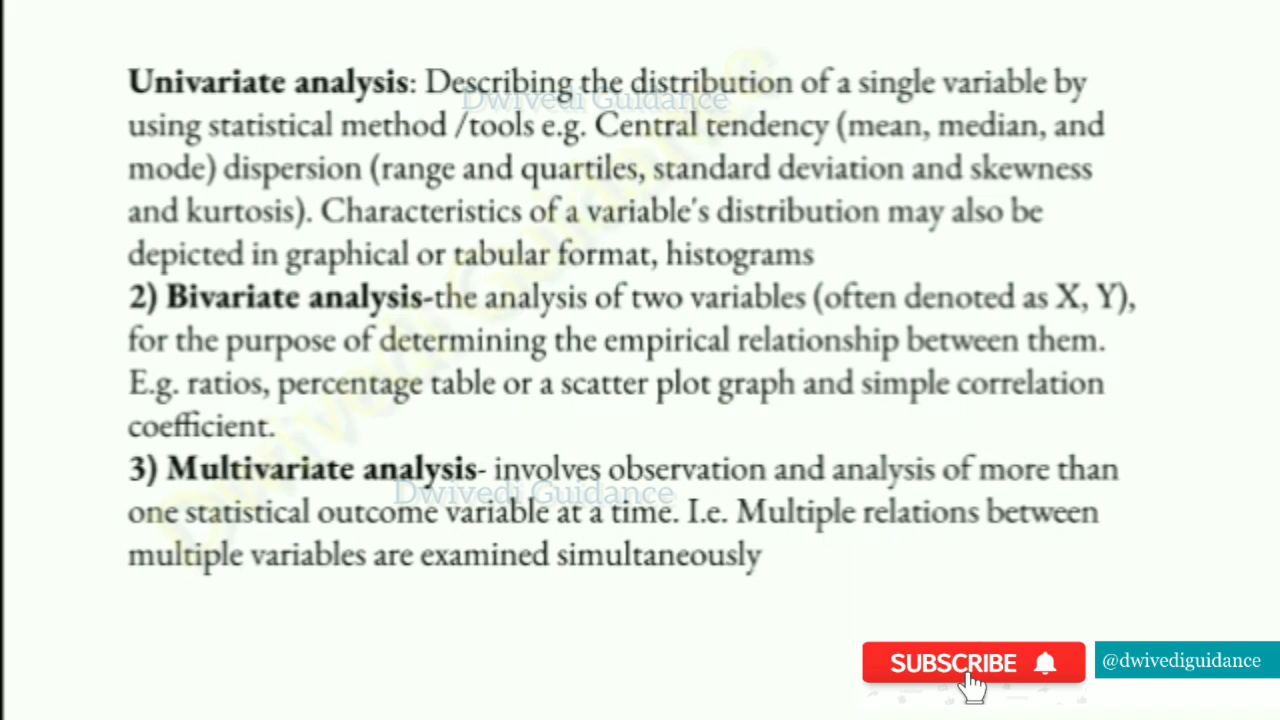 Univariate analysis: Describing the distribution of a single variable by
Dwivedi Guidance
using statistical method /tools e.g. Central tendency (mean, median, and
mode) dispersion (range and quartiles, standard deviation and skewness
and kurtosis). Characteristics of a variable's distribution may also be
depicted in graphical or tabular format, histograms
2) Bivariate analysis-the analysis of two variables (often denoted as X, Y),
for the purpose of determining the empirical relationship between them.
E.g. ratios, percentage table or a scatter plot graph and simple correlation
coefficient.
3) Multivariate analysis- involves observation and analysis of more than
Dwivedi Guidance
one statistical outcome variable at a time. I.e. Multiple relations between
multiple variables are examined simultaneously
Dwivedi Guidance
SUBSCRIBE
@dwivediguidance